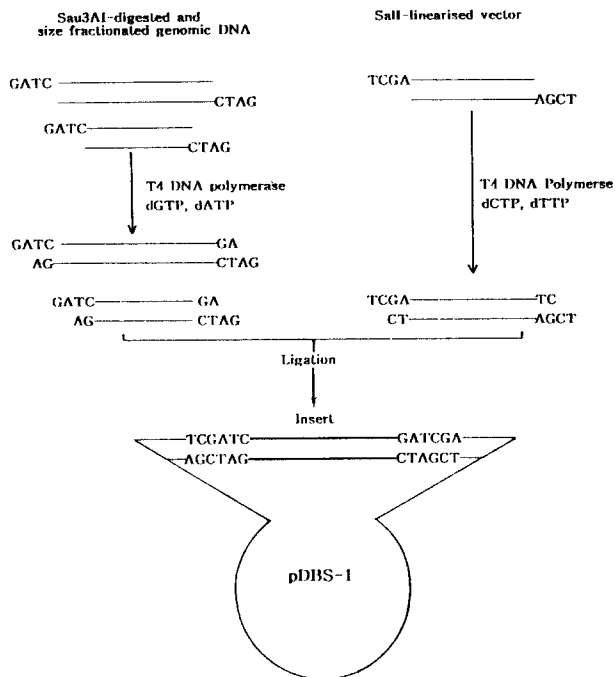 Sau3AI-digested and
size fractionated genomic DNA
SalI-linearised vector
GATC
CTAG
GATC
CTAG
TCGA
AGCT
T4 DNA polymerase
dGTP, dATP
T4 DNA Polymerse
dCTP, dTTP
GATC GA
AG CTAG
GATC GA
AG CTAG
TCGA TC
CT AGCT
Ligation
Insert
TCGATC GATCGA
AGCTAG CTAGCT
pDBS-1